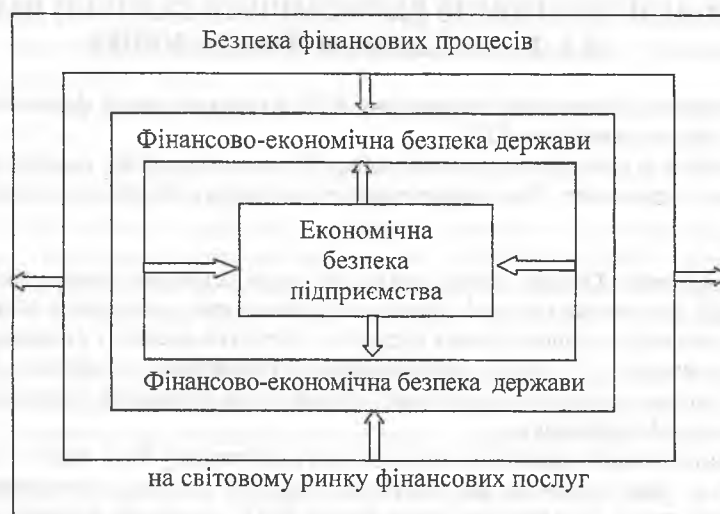 Безпека фінансових процесів
Фінансово-економічна безпека держави
Економічна
безпека
підприємства
Фінансово-економічна безпека держави
на світовому ринку фінансових послуг